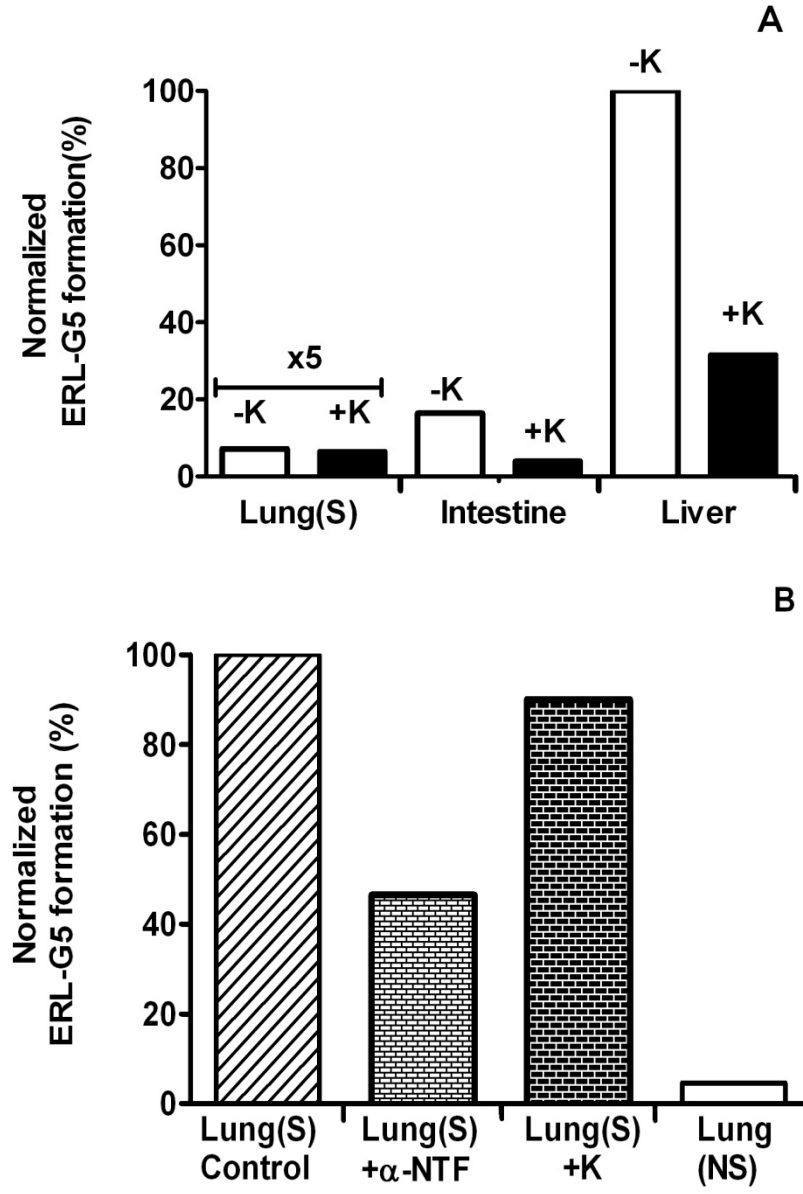 A
Normalized
ERL-G5 formation(%)
100
80
60
40
20
0
-K
+K
x5
-K
+K
-K
+K
Lung(S)
Intestine
Liver
B
Normalized
ERL-G5 formation (%)
100
80
60
40
20
0
Lung(S)
Control
Lung(S)
+α-NTF
Lung(S)
+K
Lung
(NS)